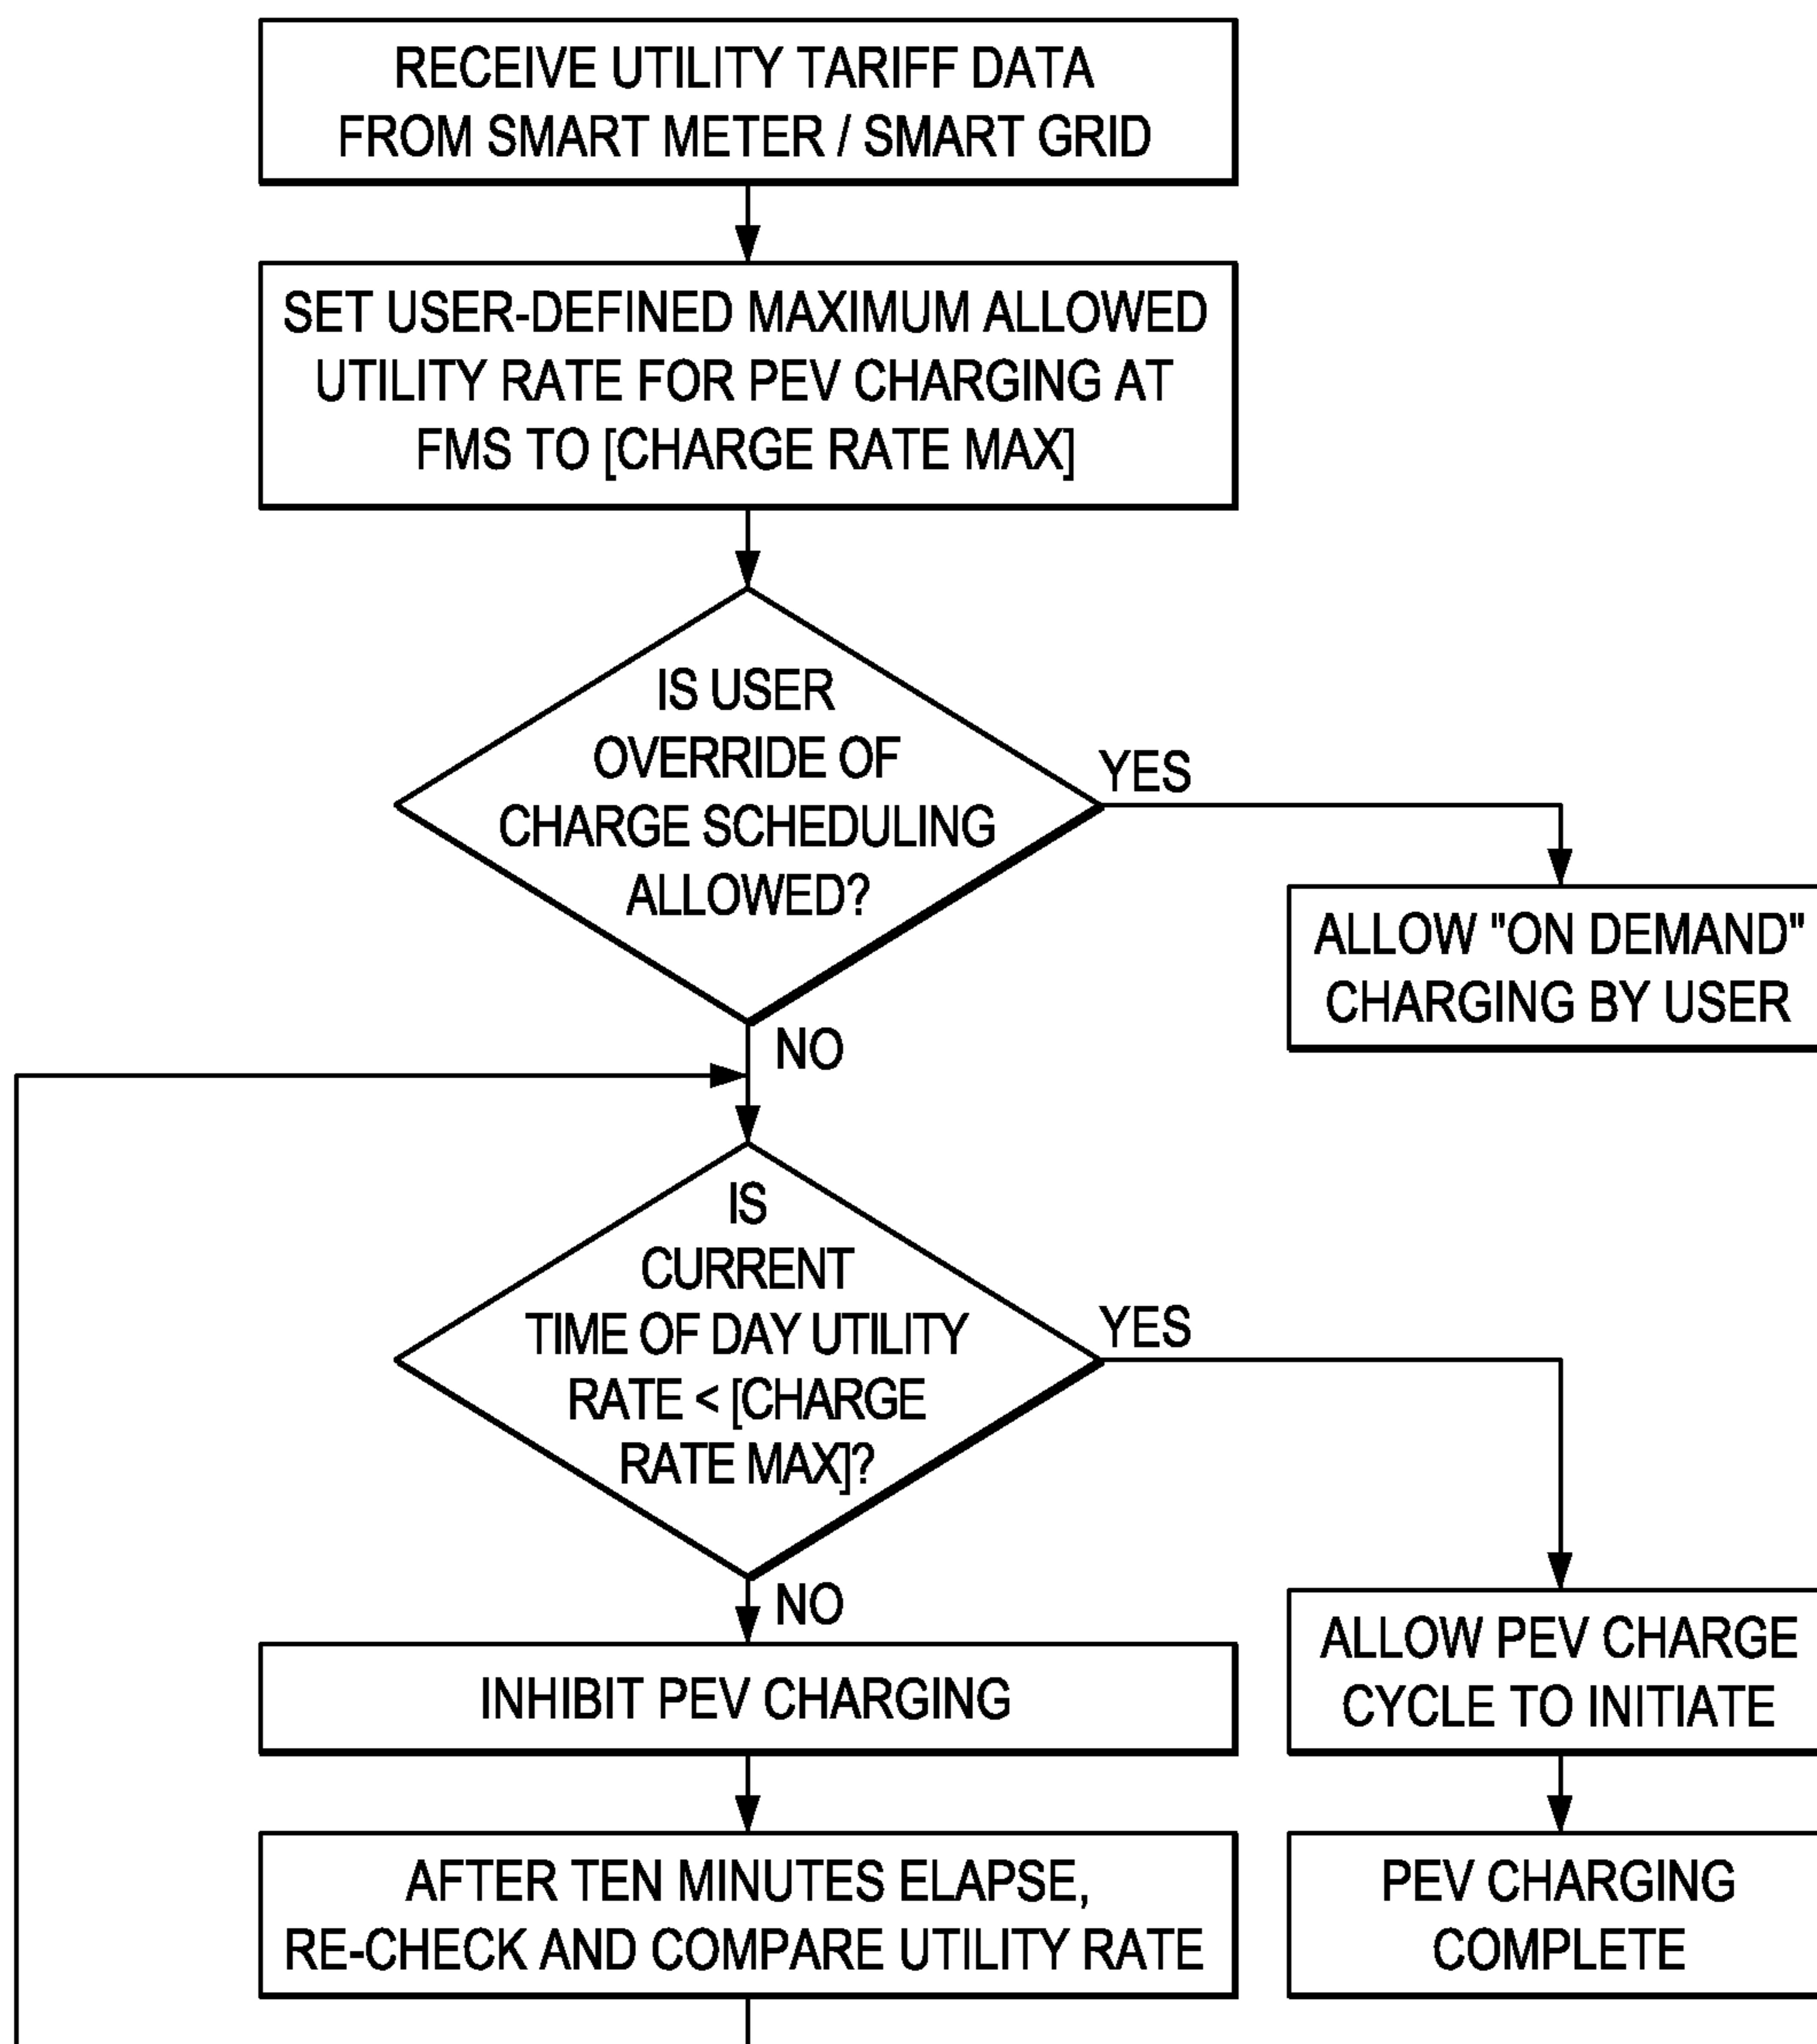 RECEIVE UTILITY TARIFF DATA
FROM SMART METER / SMART GRID
SET USER-DEFINED MAXIMUM ALLOWED
UTILITY RATE FOR PEV CHARGING AT
FMS TO [CHARGE RATE MAX]
IS USER
OVERRIDE OF
CHARGE SCHEDULING
ALLOWED?
YES
ALLOW "ON DEMAND"
CHARGING BY USER
NO
IS
CURRENT
TIME OF DAY UTILITY
RATE < [CHARGE
RATE MAX]?
YES
NO
INHIBIT PEV CHARGING
ALLOW PEV CHARGE
CYCLE TO INITIATE
AFTER TEN MINUTES ELAPSE,
RE-CHECK AND COMPARE UTILITY RATE
PEV CHARGING
COMPLETE